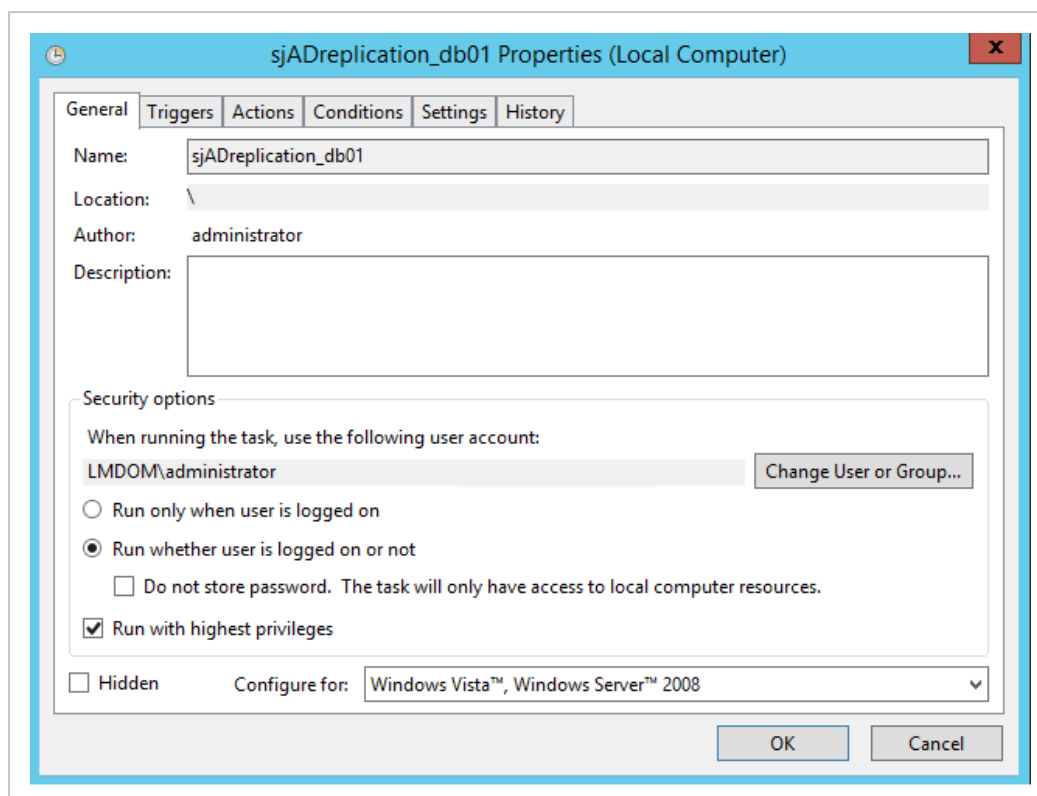 sjADreplication_db01 Properties (Local Computer)
x
General Triggers Actions Conditions Settings History
Name: sjADreplication_db01
Location: \
Author: administrator
Description:
Security options
When running the task, use the following user account:
LMDOM\administrator Change User or Group...
Run only when user is logged on
Run whether user is logged on or not
Do not store password. The task will only have access to local computer resources.
Run with highest privileges
Hidden Configure for: Windows Vista™, Windows Server™ 2008
OK Cancel